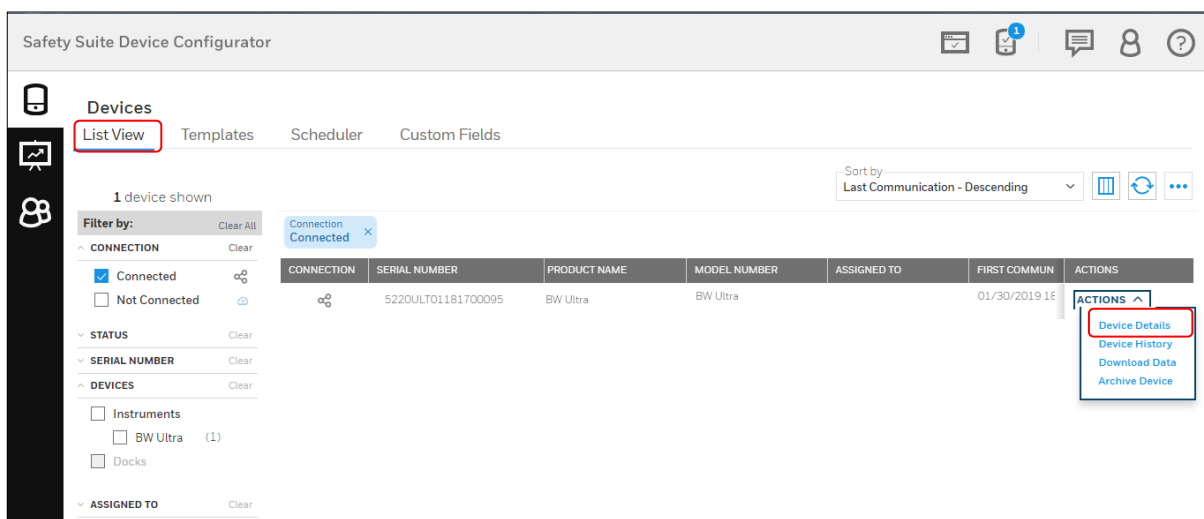 Safety Suite Device Configurator
1
Devices
List View Templates Scheduler Custom Fields
Sort by
Last Communication - Descending
1 device shown
Filter by: Clear All
Connection
Connected ×
CONNECTION Clear
Connected
Not Connected
STATUS Clear
SERIAL NUMBER Clear
DEVICES Clear
Instruments
BW Ultra (1)
Docks
ASSIGNED TO Clear
CONNECTION SERIAL NUMBER PRODUCT NAME MODEL NUMBER ASSIGNED TO FIRST COMMUN ACTIONS
5220ULT01181700095 BW Ultra BW Ultra 01/30/2019 18 ACTIONS
Device Details
Device History
Download Data
Archive Device